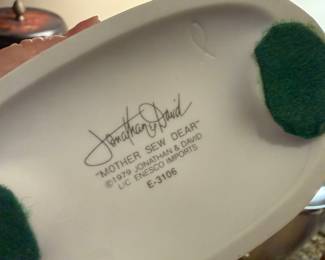 Jonathan & David
"MOTHER SEW DEAR"
©1979 JONATHAN & DAVID
LIC ENESCO IMPORTS
E-3106